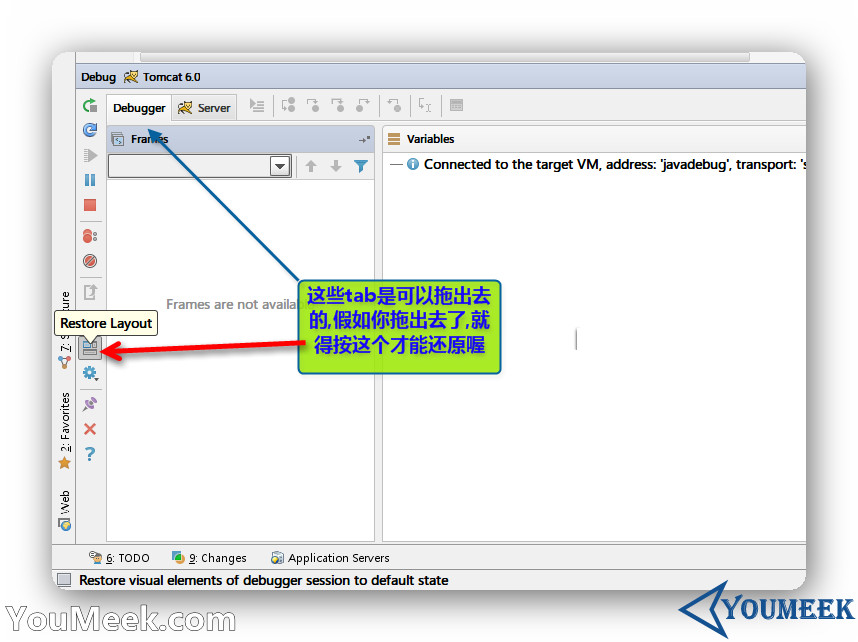 Debug Tomcat 6.0
Debugger Server
Frames
Variables
Connected to the target VM, address: 'javadebug', transport: 's
Frames are not availa
这些tab是可以拖出去
的,假如你拖出去了,就
得按这个才能还原喔
Restore Layout
7:
ture
2: Favorites
Web
6: TODO 9: Changes Application Servers
Restore visual elements of debugger session to default state
YouMeek.com
YOUMEEK